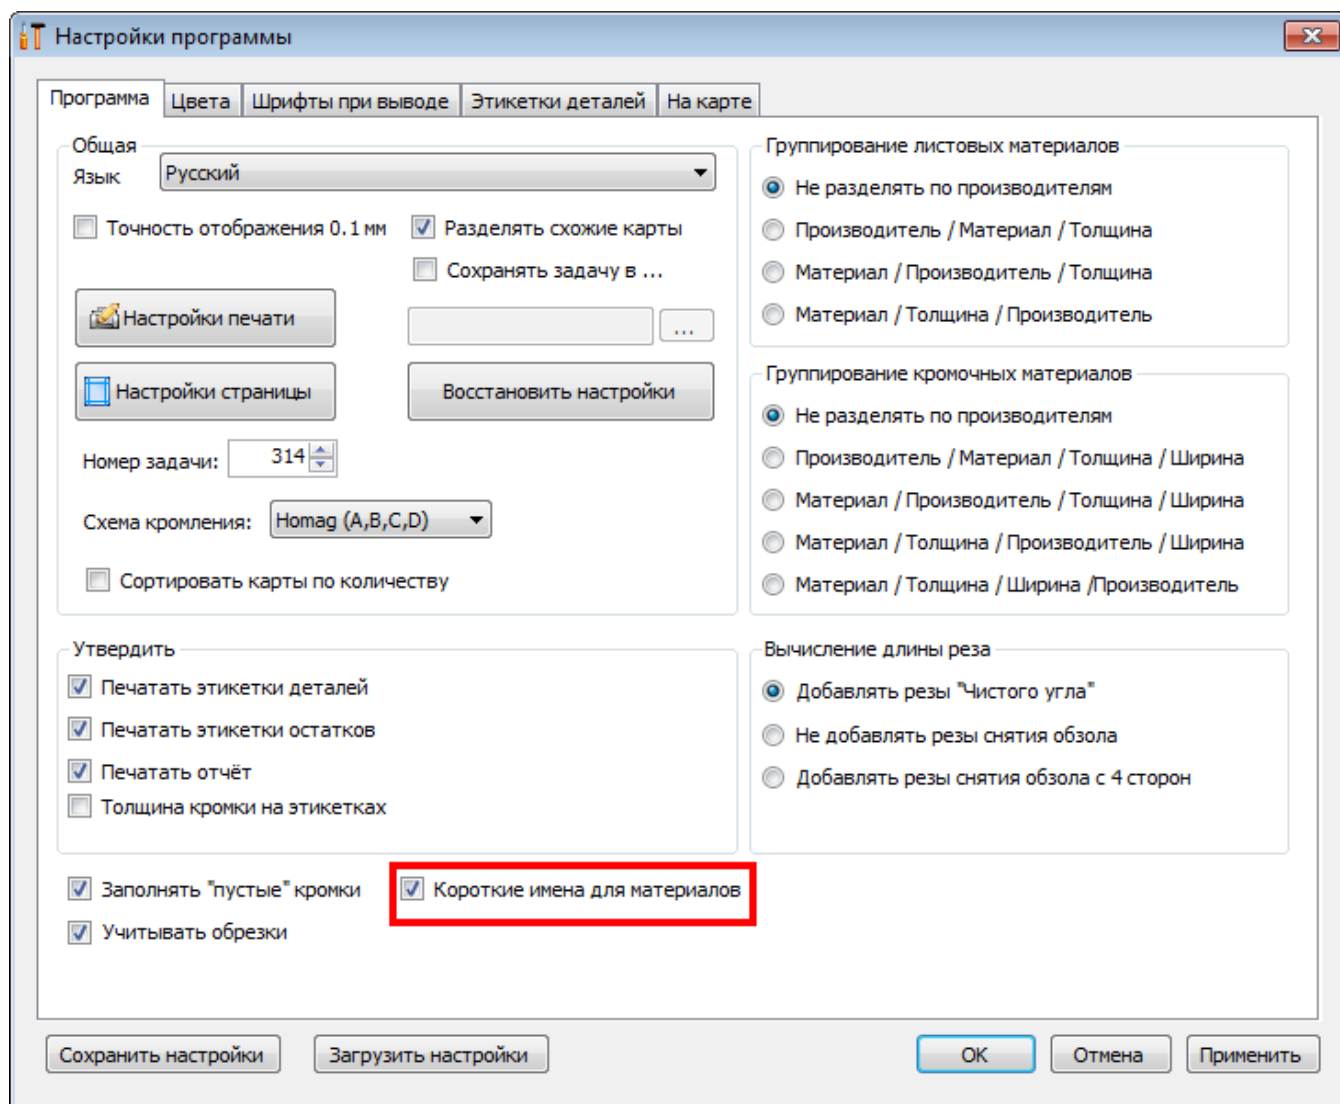 Настройки программы
Программа
Цвета
Шрифты при выводе
Этикетки деталей
На карте
Общая
Язык
Русский
Точность отображения 0.1 мм
Разделять схожие карты
Сохранять задачу в ...
Настройки печати
...
Настройки страницы
Восстановить настройки
Номер задачи:
314
Схема кромления:
Homag (A,B,C,D)
Сортировать карты по количеству
Группирование листовых материалов
Не разделять по производителям
Производитель / Материал / Толщина
Материал / Производитель / Толщина
Материал / Толщина / Производитель
Группирование кромочных материалов
Не разделять по производителям
Производитель / Материал / Толщина / Ширина
Материал / Производитель / Толщина / Ширина
Материал / Толщина / Производитель / Ширина
Материал / Толщина / Ширина /Производитель
Утвердить
Печатать этикетки деталей
Печатать этикетки остатков
Печатать отчёт
Толщина кромки на этикетках
Вычисление длины реза
Добавлять резы "Чистого угла"
Не добавлять резы снятия обзола
Добавлять резы снятия обзола с 4 сторон
Заполнять "пустые" кромки
Короткие имена для материалов
Учитывать обрезки
Сохранить настройки
Загрузить настройки
ОК
Отмена
Применить